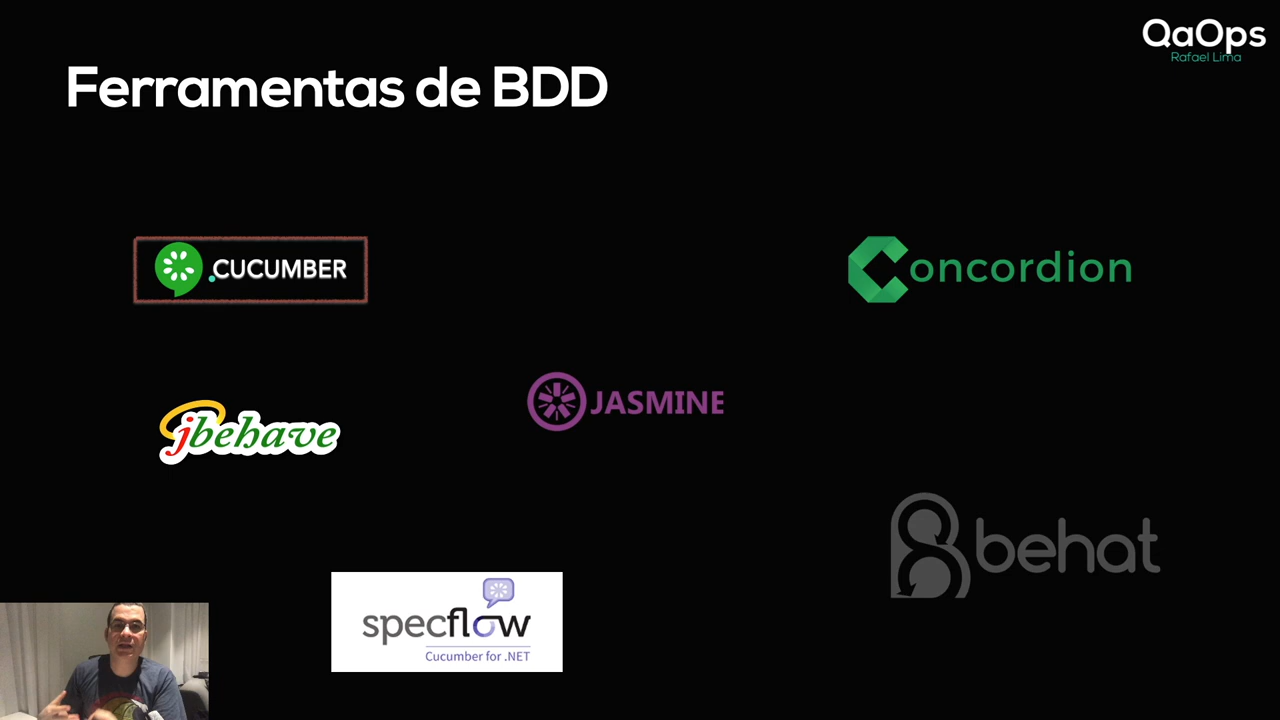 QaOps
Rafael Lima
Ferramentas de BDD
CUCUMBER
Concordion
JASMINE
jbehave
behat
specflow
Cucumber for .NET